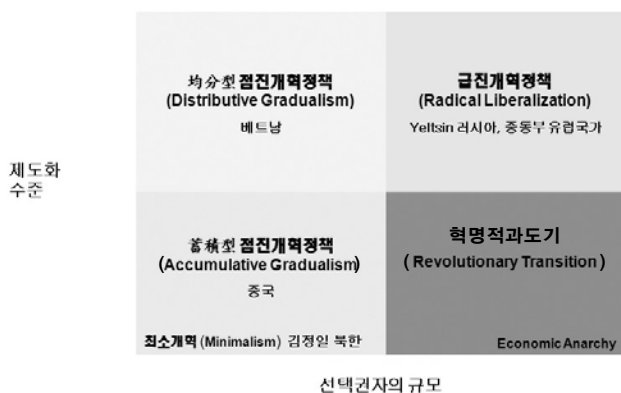 均分型 점진개혁정책
(Distributive Gradualism)
베트남
급진개혁정책
(Radical Liberalization)
Yeltsin 러시아, 중동부 유럽국가
제도화
수준
蓄積型 점진개혁정책
(Accumulative Gradualism)
중국
최소개혁 (Minimalism) 김정일 북한
혁명적과도기
( Revolutionary Transition )
Economic Anarchy
선택권자의 규모